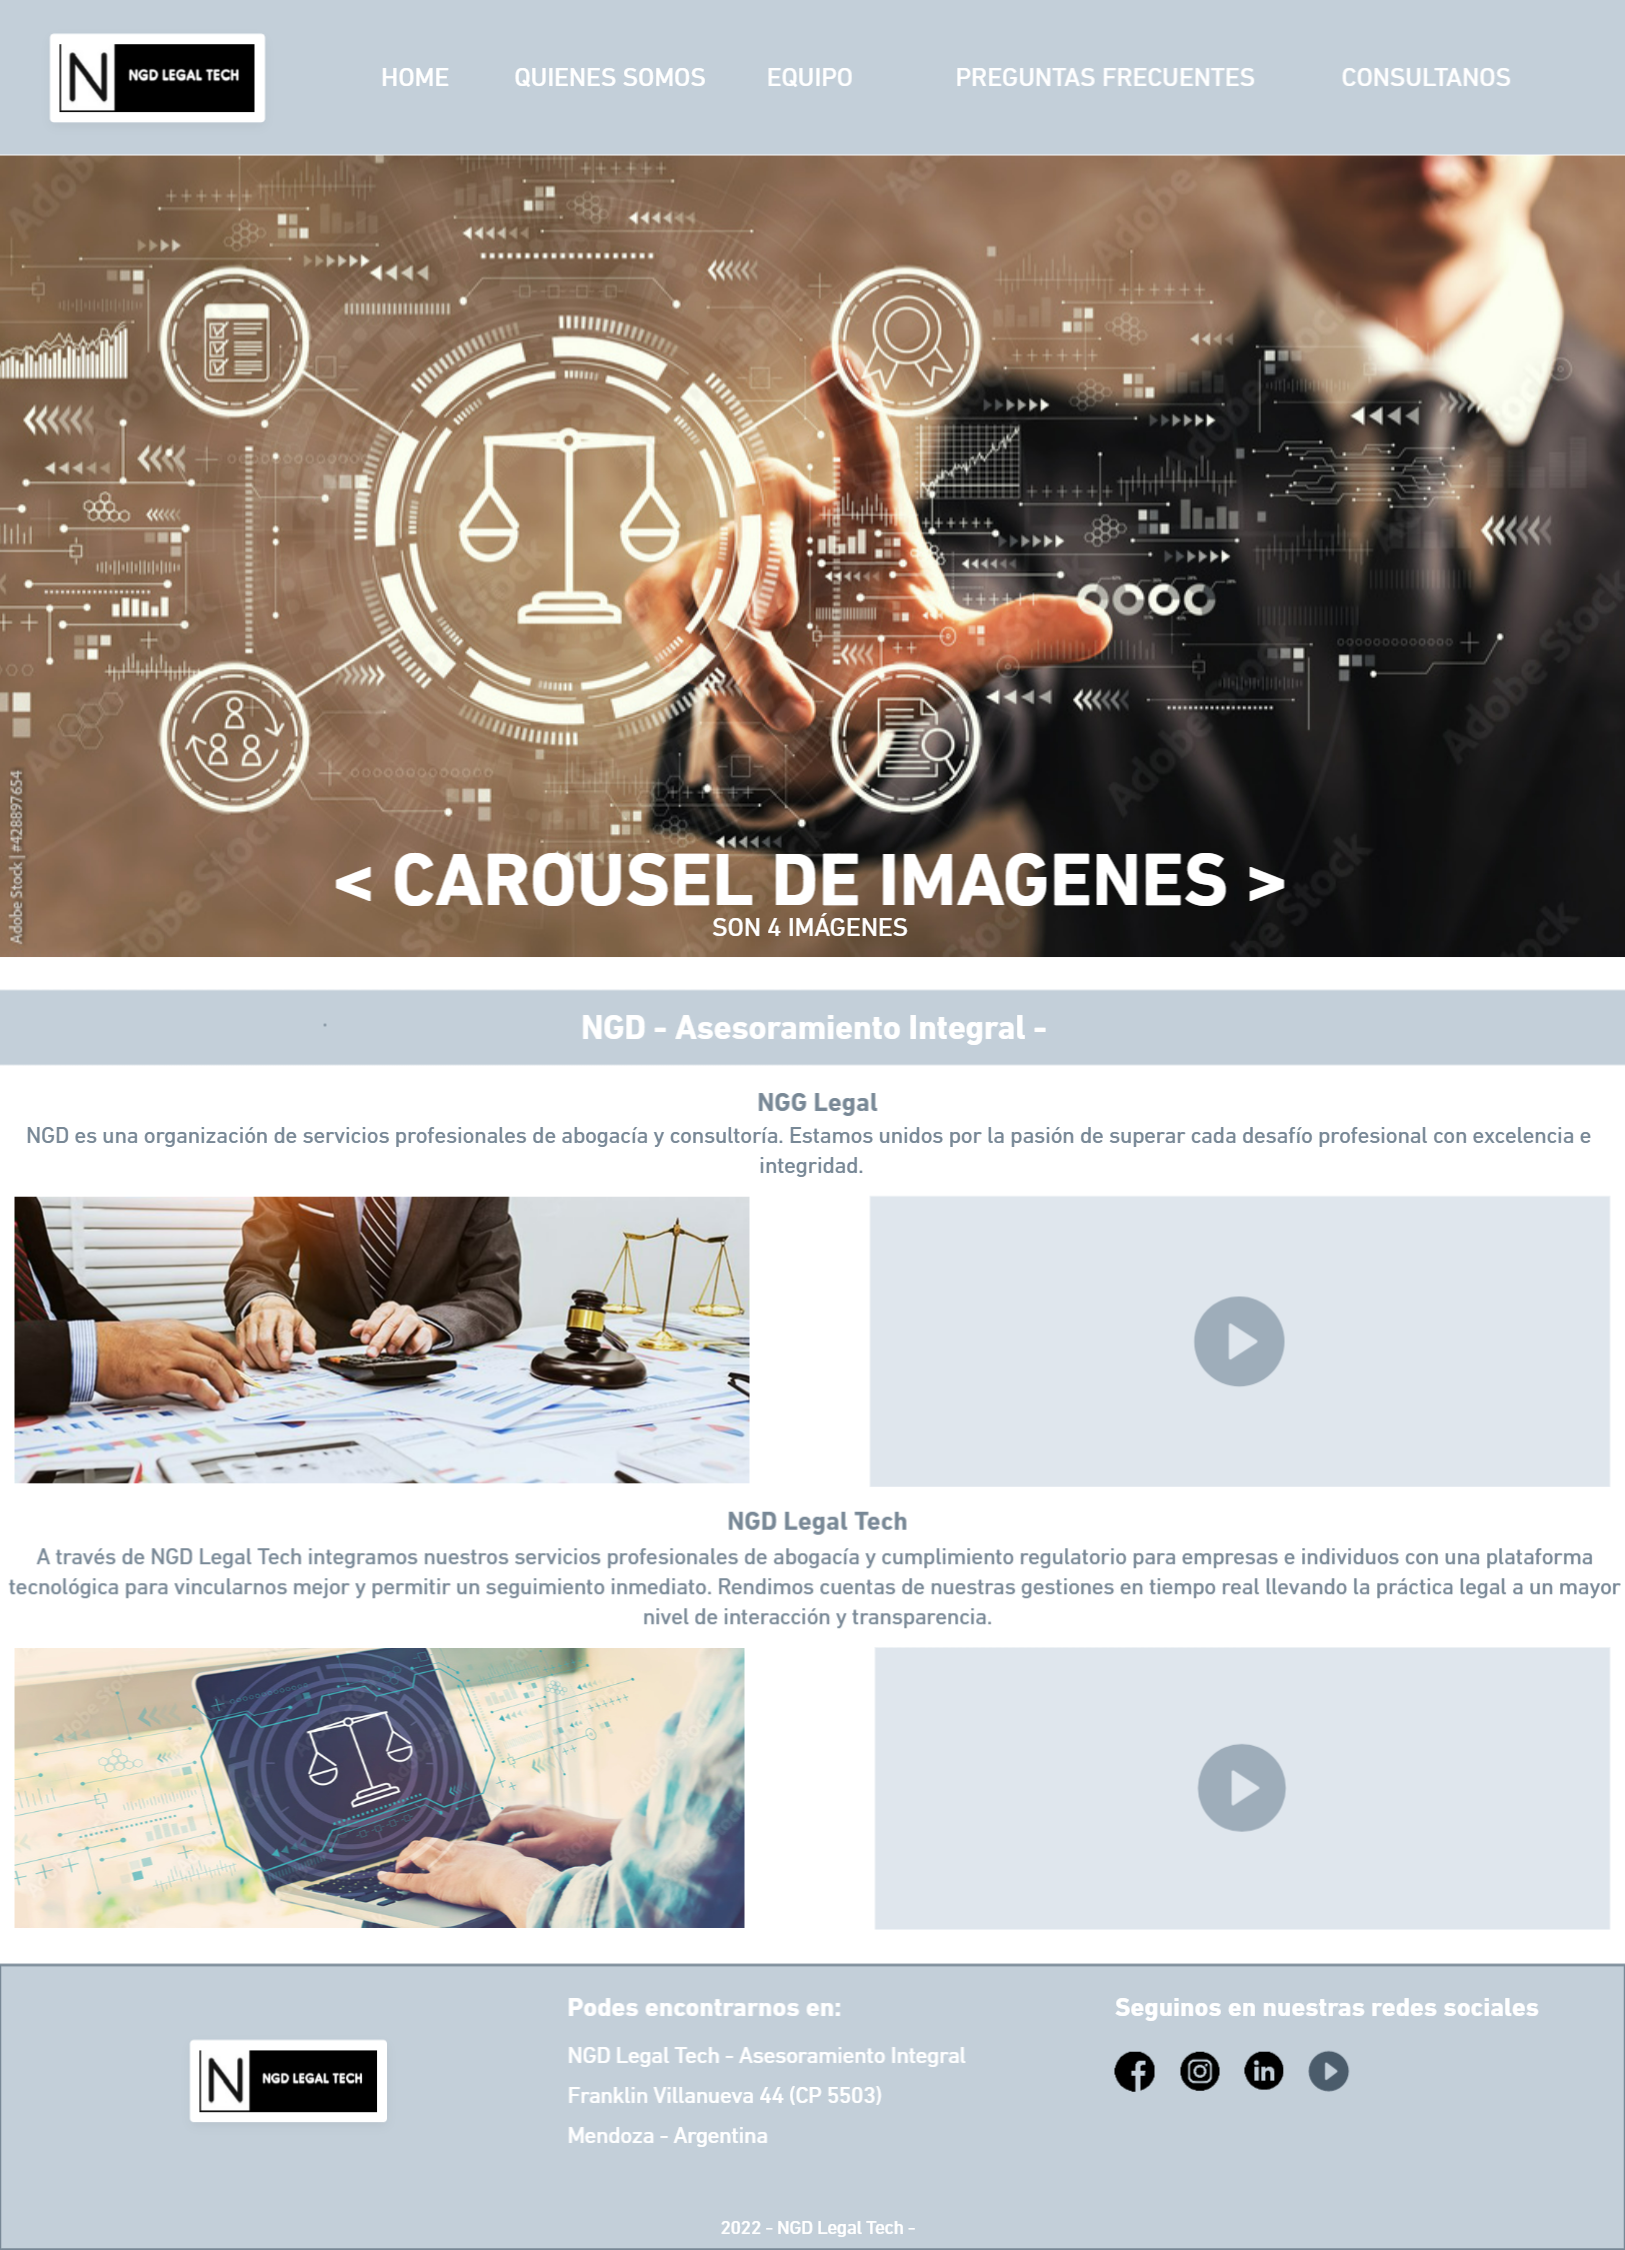 N NGD LEGAL TECH
HOME QUIENES SOMOS EQUIPO PREGUNTAS FRECUENTES CONSULTANOS
Adobe Stock | #428897654
< CAROUSEL DE IMAGENES >
SON 4 IMÁGENES
NGD - Asesoramiento Integral -
NGG Legal
NGD es una organización de servicios profesionales de abogacía y consultoría. Estamos unidos por la pasión de superar cada desafío profesional con excelencia e
integridad.
NGD Legal Tech
A través de NGD Legal Tech integramos nuestros servicios profesionales de abogacía y cumplimiento regulatorio para empresas e individuos con una plataforma
tecnológica para vincularnos mejor y permitir un seguimiento inmediato. Rendimos cuentas de nuestras gestiones en tiempo real llevando la práctica legal a un mayor
nivel de interacción y transparencia.
N NGD LEGAL TECH
Podes encontrarnos en:
NGD Legal Tech - Asesoramiento Integral
Franklin Villanueva 44 (CP 5503)
Mendoza - Argentina
Seguinos en nuestras redes sociales
2022 - NGD Legal Tech -